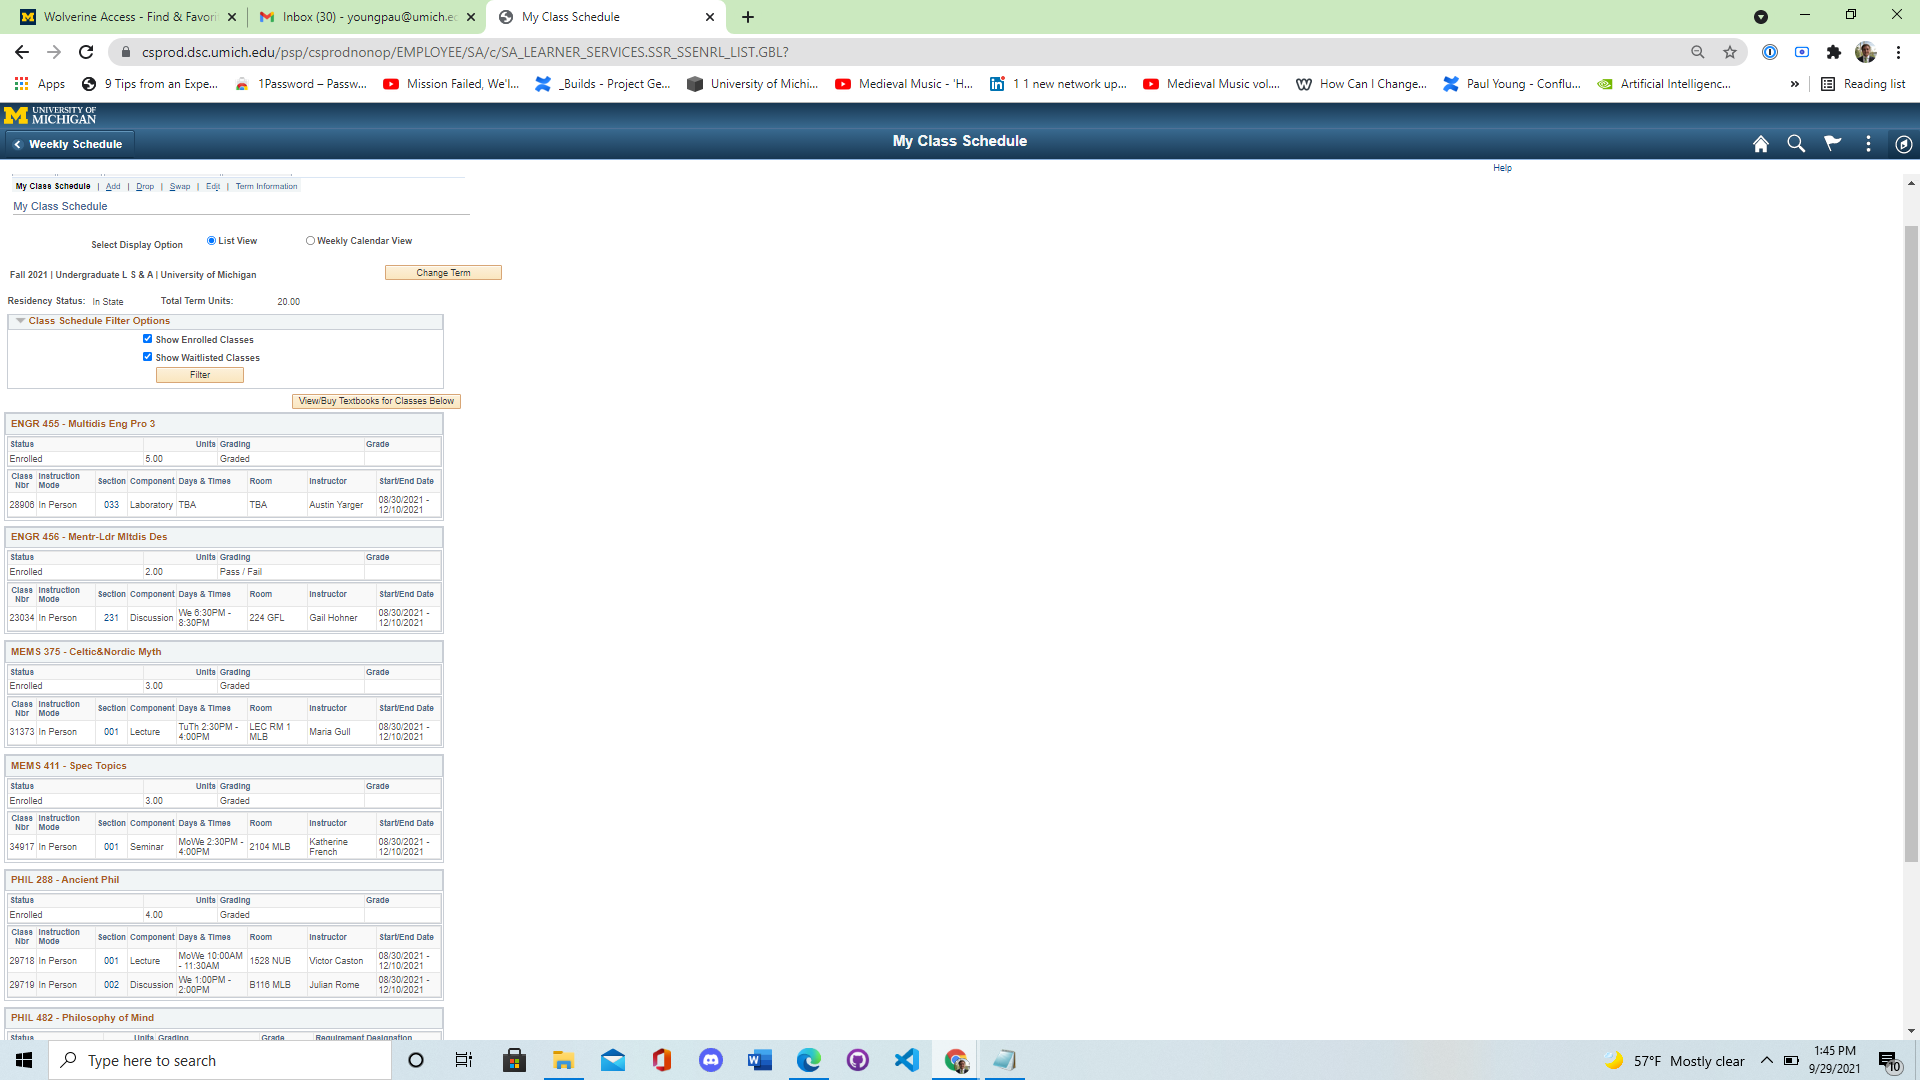 Wolverine Access - Find & Favori
Inbox (30) - youngpau@umich.ec
My Class Schedule
csprod.dsc.umich.edu/psp/csprodnonop/EMPLOYEE/SA/c/SA_LEARNER_SERVICES.SSR_SSENRL_LIST.GBL?
Apps 9 Tips from an Expe... 1Password – Passw... Mission Failed, We'l... _Builds - Project Ge... University of Michi... Medieval Music - 'H... 1 1 new network up... Medieval Music vol.... How Can I Change... Paul Young - Conflu... Artificial Intelligenc... » Reading list
UNIVERSITY OF
MICHIGAN
Weekly Schedule
My Class Schedule
Help
My Class Schedule | Add | Drop | Swap | Edit | Term Information
My Class Schedule
Select Display Option List View Weekly Calendar View
Fall 2021 | Undergraduate L S & A | University of Michigan Change Term
Residency Status: In State Total Term Units: 20.00
Class Schedule Filter Options
Show Enrolled Classes
Show Waitlisted Classes
Filter
View/Buy Textbooks for Classes Below
ENGR 455 - Multidis Eng Pro 3
Status Units Grading Grade
Enrolled 5.00 Graded
Class Nbr Instruction Mode Section Component Days & Times Room Instructor Start/End Date
28906 In Person 033 Laboratory TBA TBA Austin Yarger 08/30/2021 - 12/10/2021
ENGR 456 - Mentr-Ldr Mltdis Des
Status Units Grading Grade
Enrolled 2.00 Pass / Fail
Class Nbr Instruction Mode Section Component Days & Times Room Instructor Start/End Date
23034 In Person 231 Discussion We 6:30PM - 8:30PM 224 GFL Gail Hohner 08/30/2021 - 12/10/2021
MEMS 375 - Celtic&Nordic Myth
Status Units Grading Grade
Enrolled 3.00 Graded
Class Nbr Instruction Mode Section Component Days & Times Room Instructor Start/End Date
31373 In Person 001 Lecture TuTh 2:30PM - 4:00PM LEC RM 1 MLB Maria Gull 08/30/2021 - 12/10/2021
MEMS 411 - Spec Topics
Status Units Grading Grade
Enrolled 3.00 Graded
Class Nbr Instruction Mode Section Component Days & Times Room Instructor Start/End Date
34917 In Person 001 Seminar MoWe 2:30PM - 4:00PM 2104 MLB Katherine French 08/30/2021 - 12/10/2021
PHIL 288 - Ancient Phil
Status Units Grading Grade
Enrolled 4.00 Graded
Class Nbr Instruction Mode Section Component Days & Times Room Instructor Start/End Date
29718 In Person 001 Lecture MoWe 10:00AM - 11:30AM 1528 NUB Victor Caston 08/30/2021 - 12/10/2021
29719 In Person 002 Discussion We 1:00PM - 2:00PM B116 MLB Julian Rome 08/30/2021 - 12/10/2021
PHIL 482 - Philosophy of Mind
Status Units Grading Grade Requirement Designation
Type here to search
57°F Mostly clear
1:45 PM
9/29/2021
10